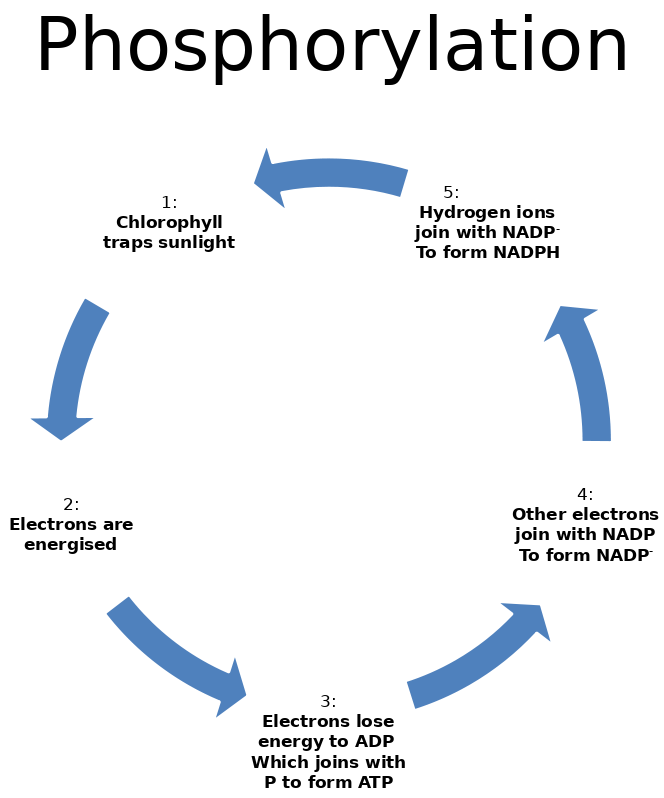 Phosphorylation
1:
Chlorophyll
traps sunlight
2:
Electrons are
energised
3:
Electrons lose
energy to ADP
Which joins with
P to form ATP
4:
Other electrons
join with NADP
To form NADP-
5:
Hydrogen ions
join with NADP-
To form NADPH